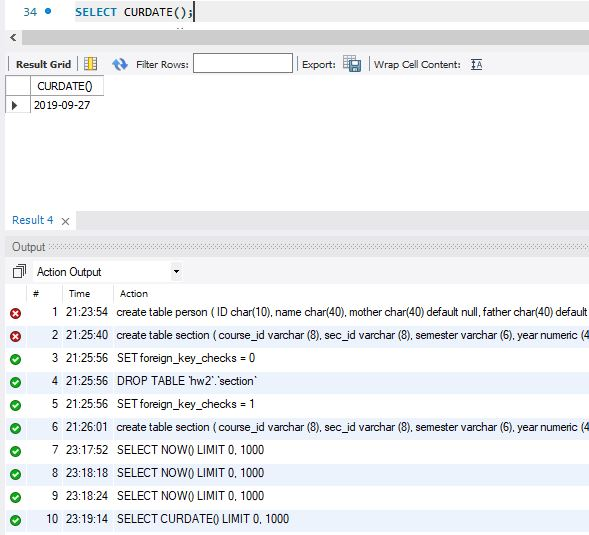 34 SELECT CURDATE();
Result Grid Filter Rows: Export: Wrap Cell Content: IA
CURDATE()
2019-09-27
Result 4
Output
Action Output
# Time Action
1 21:23:54 create table person ( ID char(10), name char(40), mother char(40) default null, father char(40) default
2 21:25:40 create table section ( course_id varchar (8), sec_id varchar (8), semester varchar (6), year numeric (4
3 21:25:56 SET foreign_key_checks = 0
4 21:25:56 DROP TABLE `hw2`.`section`
5 21:25:56 SET foreign_key_checks = 1
6 21:26:01 create table section ( course_id varchar (8), sec_id varchar (8), semester varchar (6), year numeric (4
7 23:17:52 SELECT NOW() LIMIT 0, 1000
8 23:18:18 SELECT NOW() LIMIT 0, 1000
9 23:18:24 SELECT NOW() LIMIT 0, 1000
10 23:19:14 SELECT CURDATE() LIMIT 0, 1000